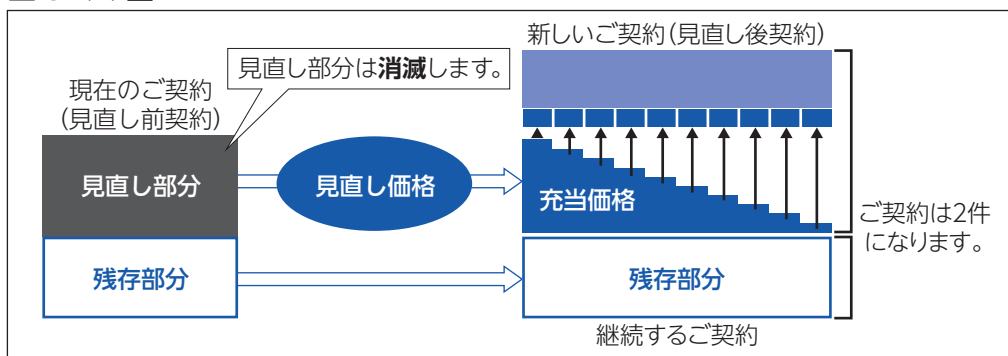 新しいご契約(見直し後契約)
見直し部分は消滅します。
現在のご契約
(見直し前契約)
見直し部分
見直し価格
充当価格
ご契約は2件
になります。
残存部分
残存部分
継続するご契約